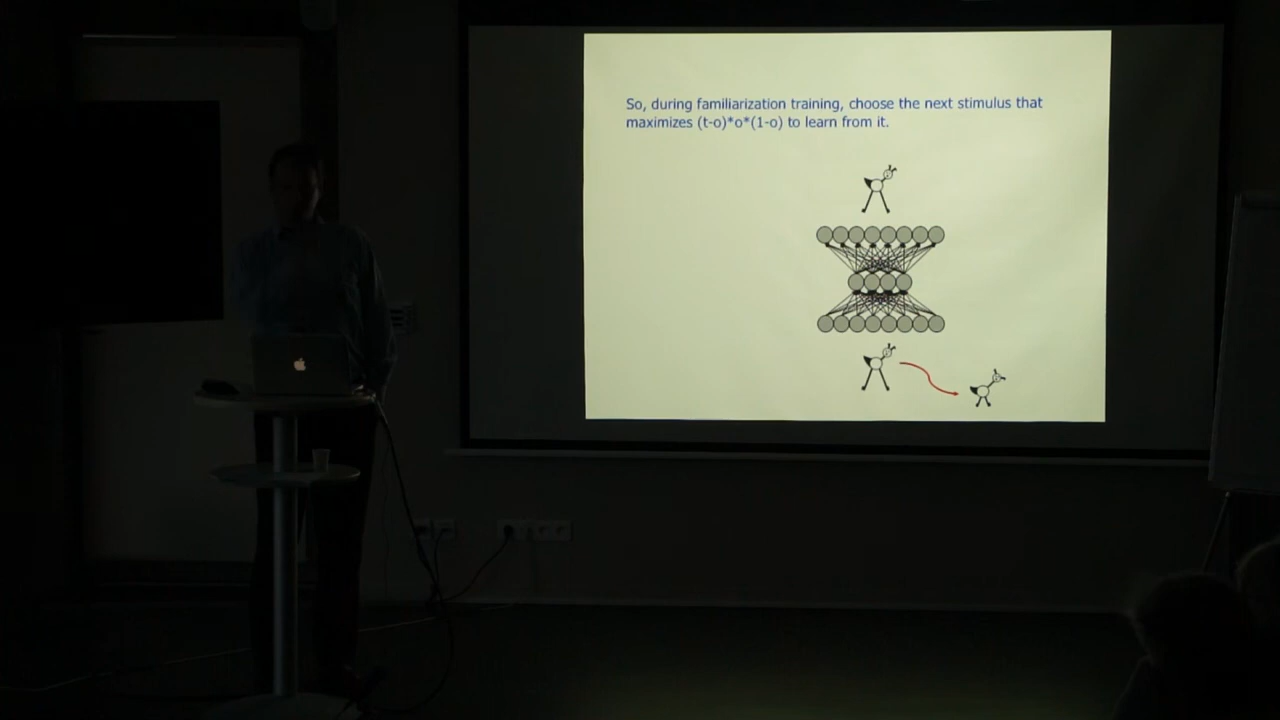 So, during familiarization training, choose the next stimulus that
maximizes (t-o)*o*(1-o) to learn from it.